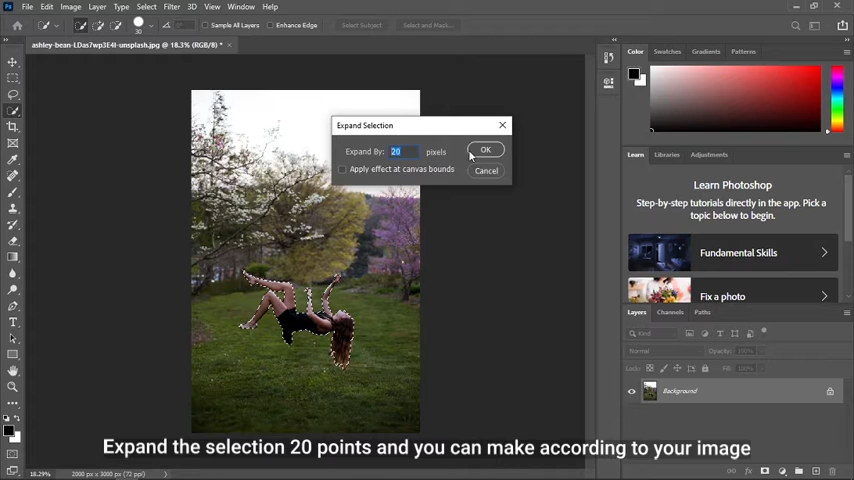 Ps File Edit Image Layer Type Select Filter 3D View Window Help
30 Sample All Layers Enhance Edge Select Subject Select and Mask...
ashley-bean-LDas7wp3E4I-unsplash.jpg @ 18.3% (RGB/8) *
Color Swatches Gradients Patterns
Expand Selection
Expand By: 20 pixels OK
Apply effect at canvas bounds
Cancel
Learn Libraries Adjustments
Learn Photoshop
Step-by-step tutorials directly in the app. Pick a
topic below to begin.
Fundamental Skills
Fix a photo
Layers Channels Paths
Kind
Normal Opacity: 100%
Lock: Fill: 100%
Background
Expand the selection 20 points and you can make according to your image
18.29% 2000 px x 3000 px (72 ppi)